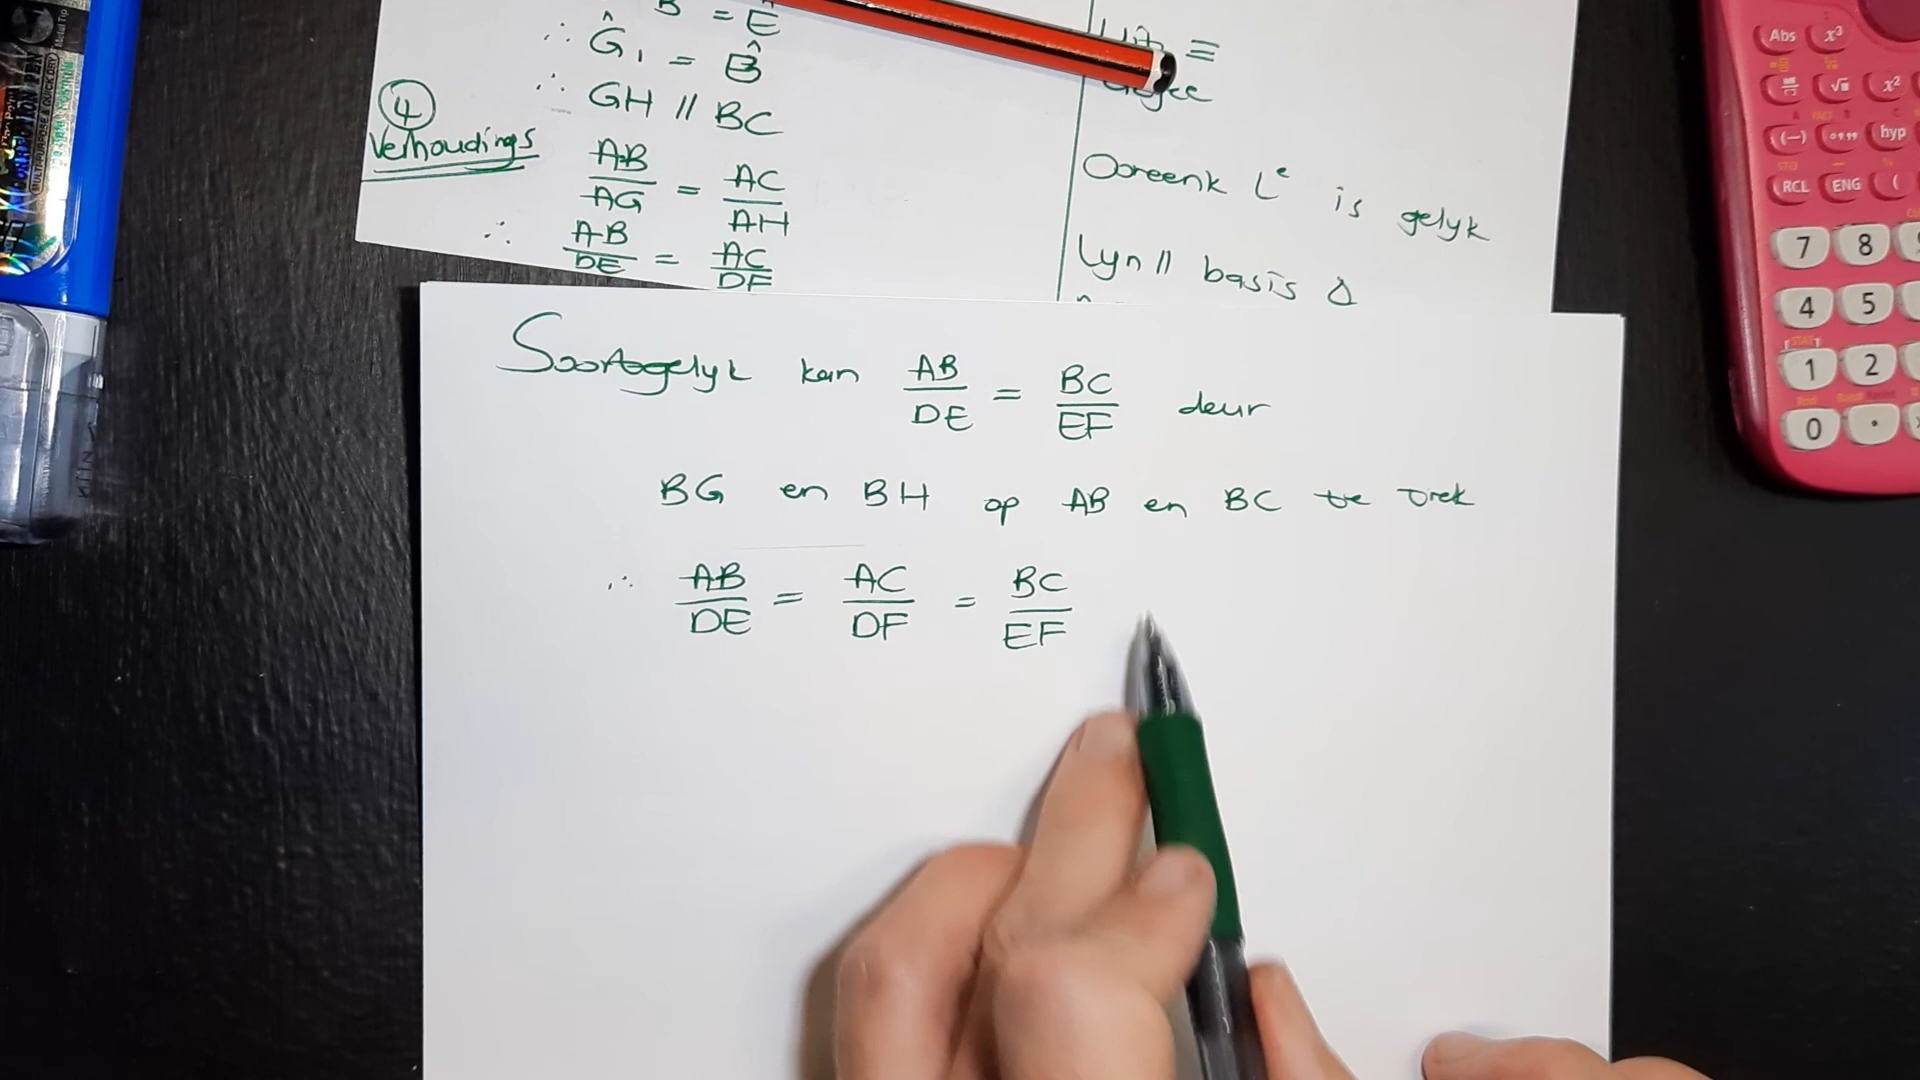 B = Ê
∴ Ĝ₁ = B̂
∴ GH // BC
④
Verhoudings
AB/AG = AC/AH
∴ AB/DE = AC/DF
≡
Ooreenk ∠e is gelyk
Lyn // basis Δ
Soortgelyk kan AB/DE = BC/EF deur
BG en BH op AB en BC te trek
∴ AB/DE = AC/DF = BC/EF
Abs x³
√ x²
(−) hyp
RCL ENG (
7 8
4 5
1 2
0 .